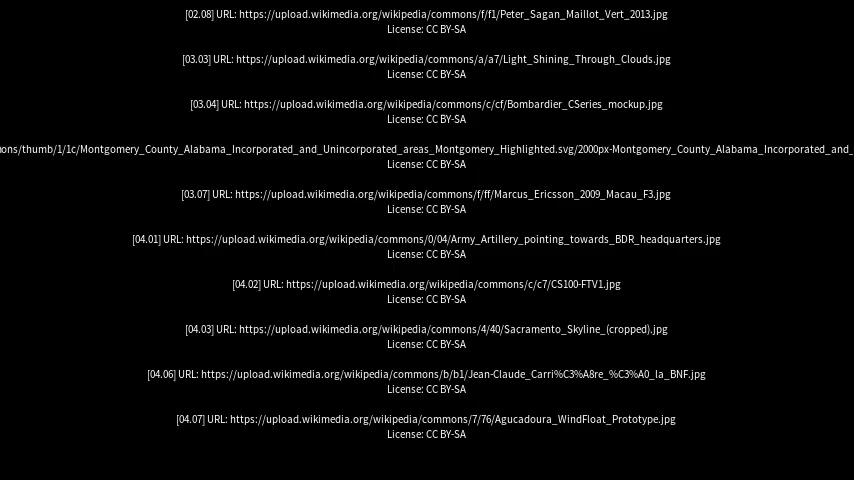 [02.08] URL: https://upload.wikimedia.org/wikipedia/commons/f/f1/Peter_Sagan_Maillot_Vert_2013.jpg
License: CC BY-SA
[03.03] URL: https://upload.wikimedia.org/wikipedia/commons/a/a7/Light_Shining_Through_Clouds.jpg
License: CC BY-SA
[03.04] URL: https://upload.wikimedia.org/wikipedia/commons/c/cf/Bombardier_CSeries_mockup.jpg
License: CC BY-SA
ons/thumb/1/1c/Montgomery_County_Alabama_Incorporated_and_Unincorporated_areas_Montgomery_Highlighted.svg/2000px-Montgomery_County_Alabama_Incorporated_and_
License: CC BY-SA
[03.07] URL: https://upload.wikimedia.org/wikipedia/commons/f/ff/Marcus_Ericsson_2009_Macau_F3.jpg
License: CC BY-SA
[04.01] URL: https://upload.wikimedia.org/wikipedia/commons/0/04/Army_Artillery_pointing_towards_BDR_headquarters.jpg
License: CC BY-SA
[04.02] URL: https://upload.wikimedia.org/wikipedia/commons/c/c7/CS100-FTV1.jpg
License: CC BY-SA
[04.03] URL: https://upload.wikimedia.org/wikipedia/commons/4/40/Sacramento_Skyline_(cropped).jpg
License: CC BY-SA
[04.06] URL: https://upload.wikimedia.org/wikipedia/commons/b/b1/Jean-Claude_Carri%C3%A8re_%C3%A0_la_BNF.jpg
License: CC BY-SA
[04.07] URL: https://upload.wikimedia.org/wikipedia/commons/7/76/Agucadoura_WindFloat_Prototype.jpg
License: CC BY-SA